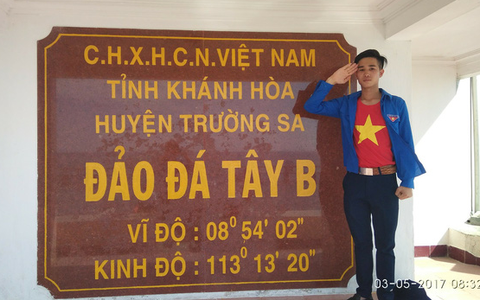 C.H.X.H.C.N.VIỆT NAM
TỈNH KHÁNH HÒA
HUYỆN TRƯỜNG SA
ĐẢO ĐÁ TÂY B
VĨ ĐỘ : 08⁰ 54' 02"
KINH ĐỘ : 113⁰ 13' 20"
03-05-2017 08:32